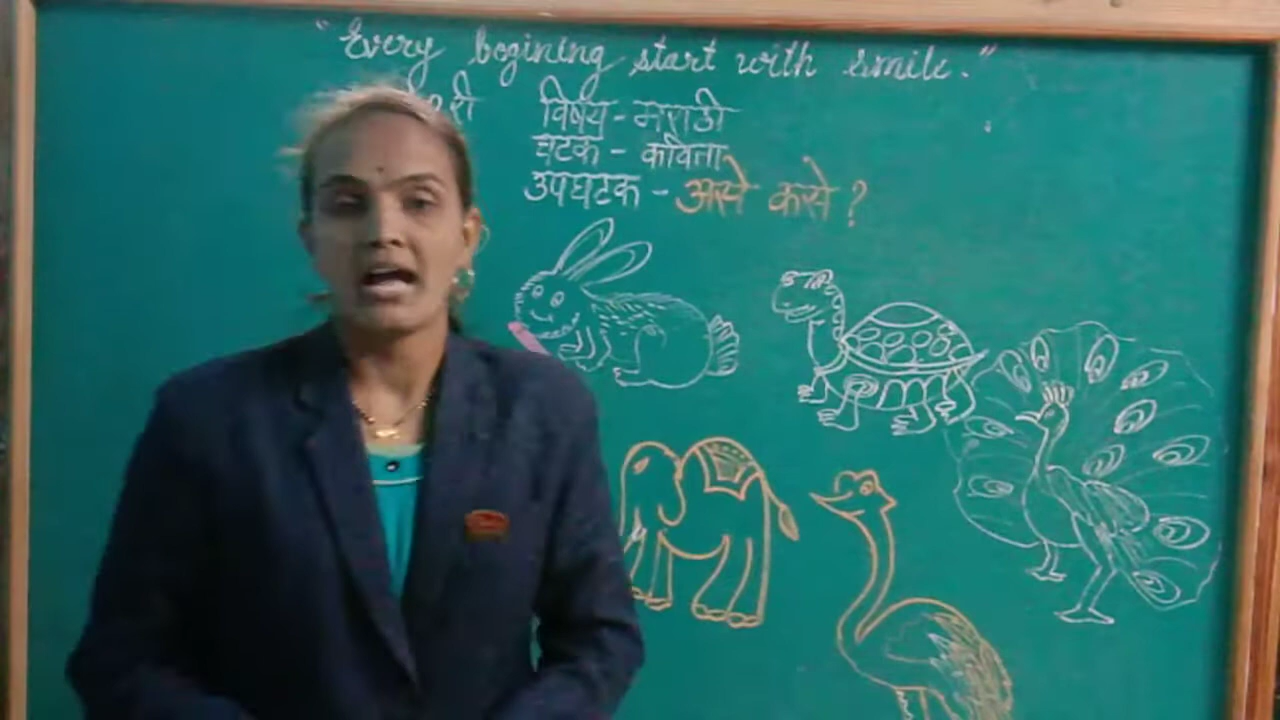 "Every begining start with smile."
विषय - मराठी
घटक - कविता
उपघटक - असे कसे ?